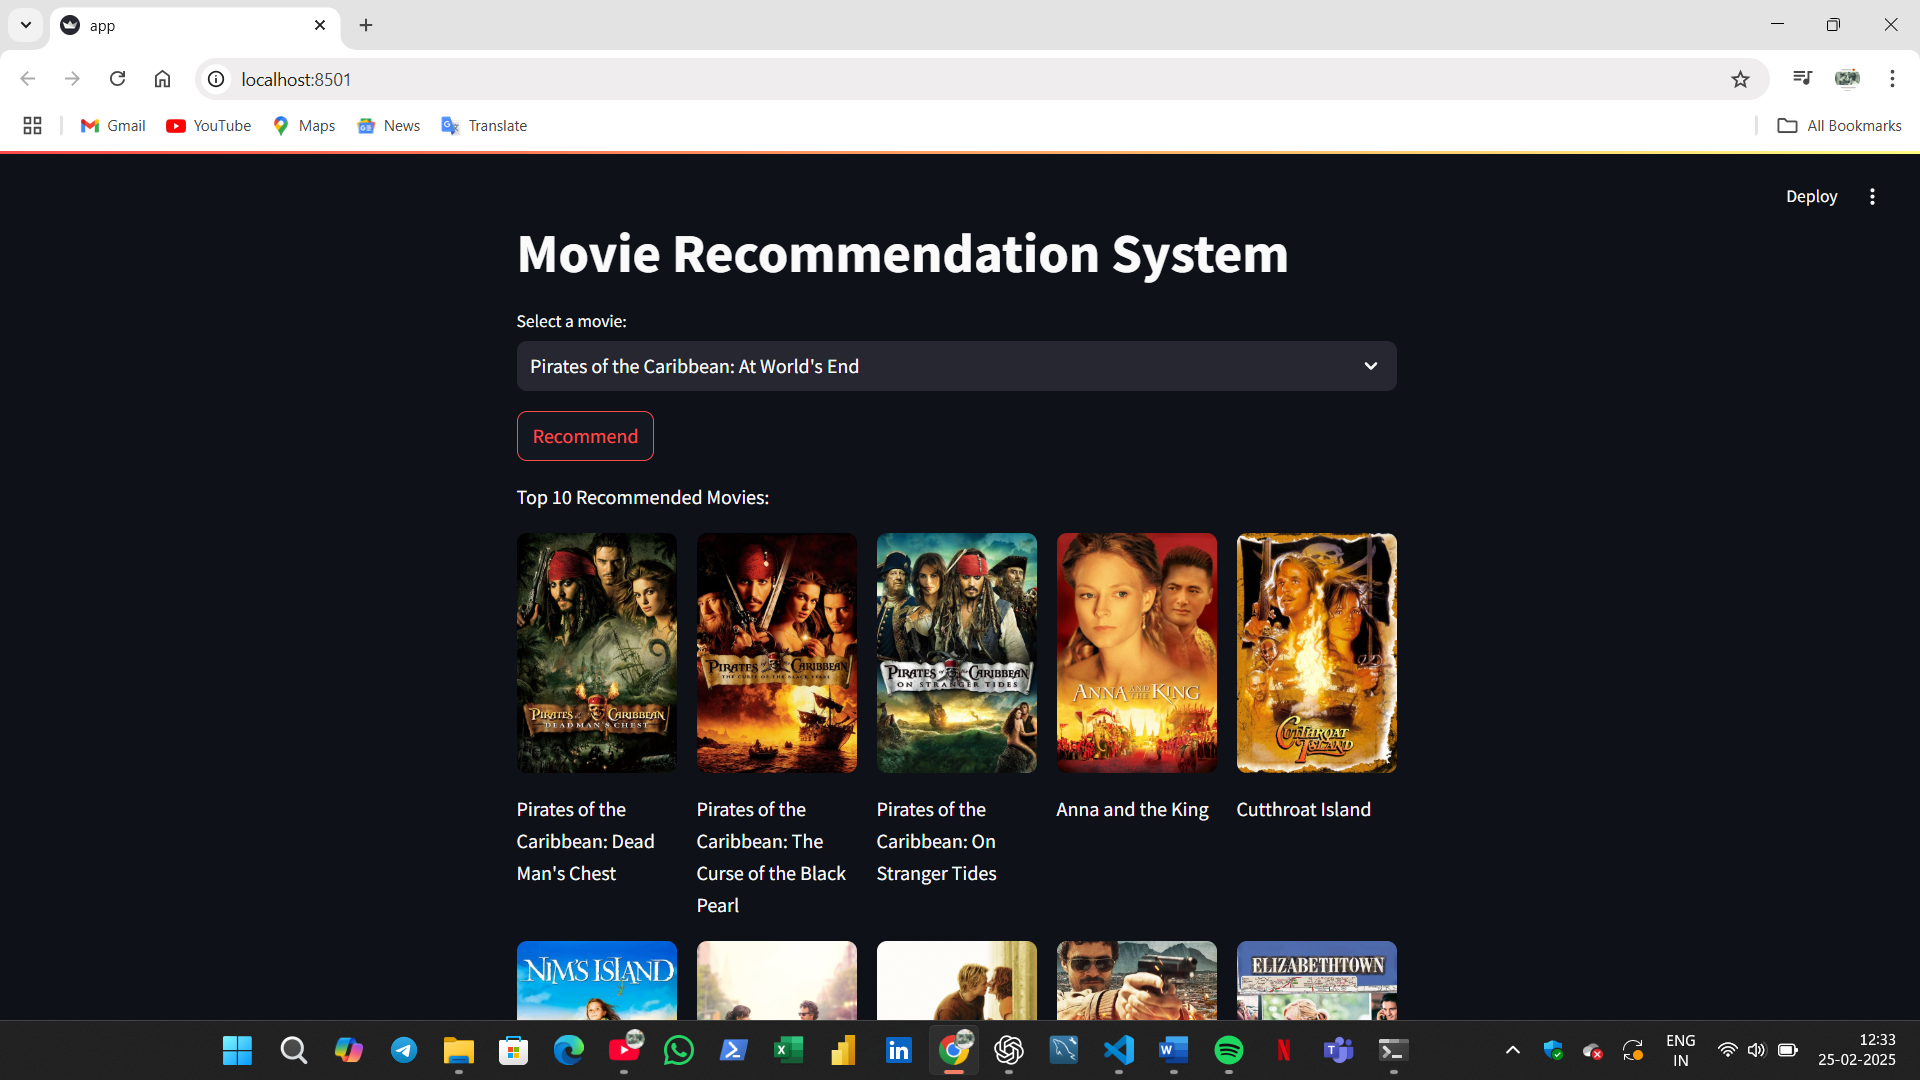 app
localhost:8501
Gmail
YouTube
Maps
News
Translate
All Bookmarks
Deploy
Movie Recommendation System
Select a movie:
Pirates of the Caribbean: At World's End
Recommend
Top 10 Recommended Movies:
PIRATES of the CARIBBEAN
DEAD MAN'S CHEST
PIRATES of the CARIBBEAN
THE CURSE OF THE BLACK PEARL
PIRATES of the CARIBBEAN
ON STRANGER TIDES
ANNA AND THE KING
CUTTHROAT
ISLAND
Pirates of the
Caribbean: Dead
Man's Chest
Pirates of the
Caribbean: The
Curse of the Black
Pearl
Pirates of the
Caribbean: On
Stranger Tides
Anna and the King
Cutthroat Island
NIM'S ISLAND
ELIZABETHTOWN
ENG
IN
12:33
25-02-2025